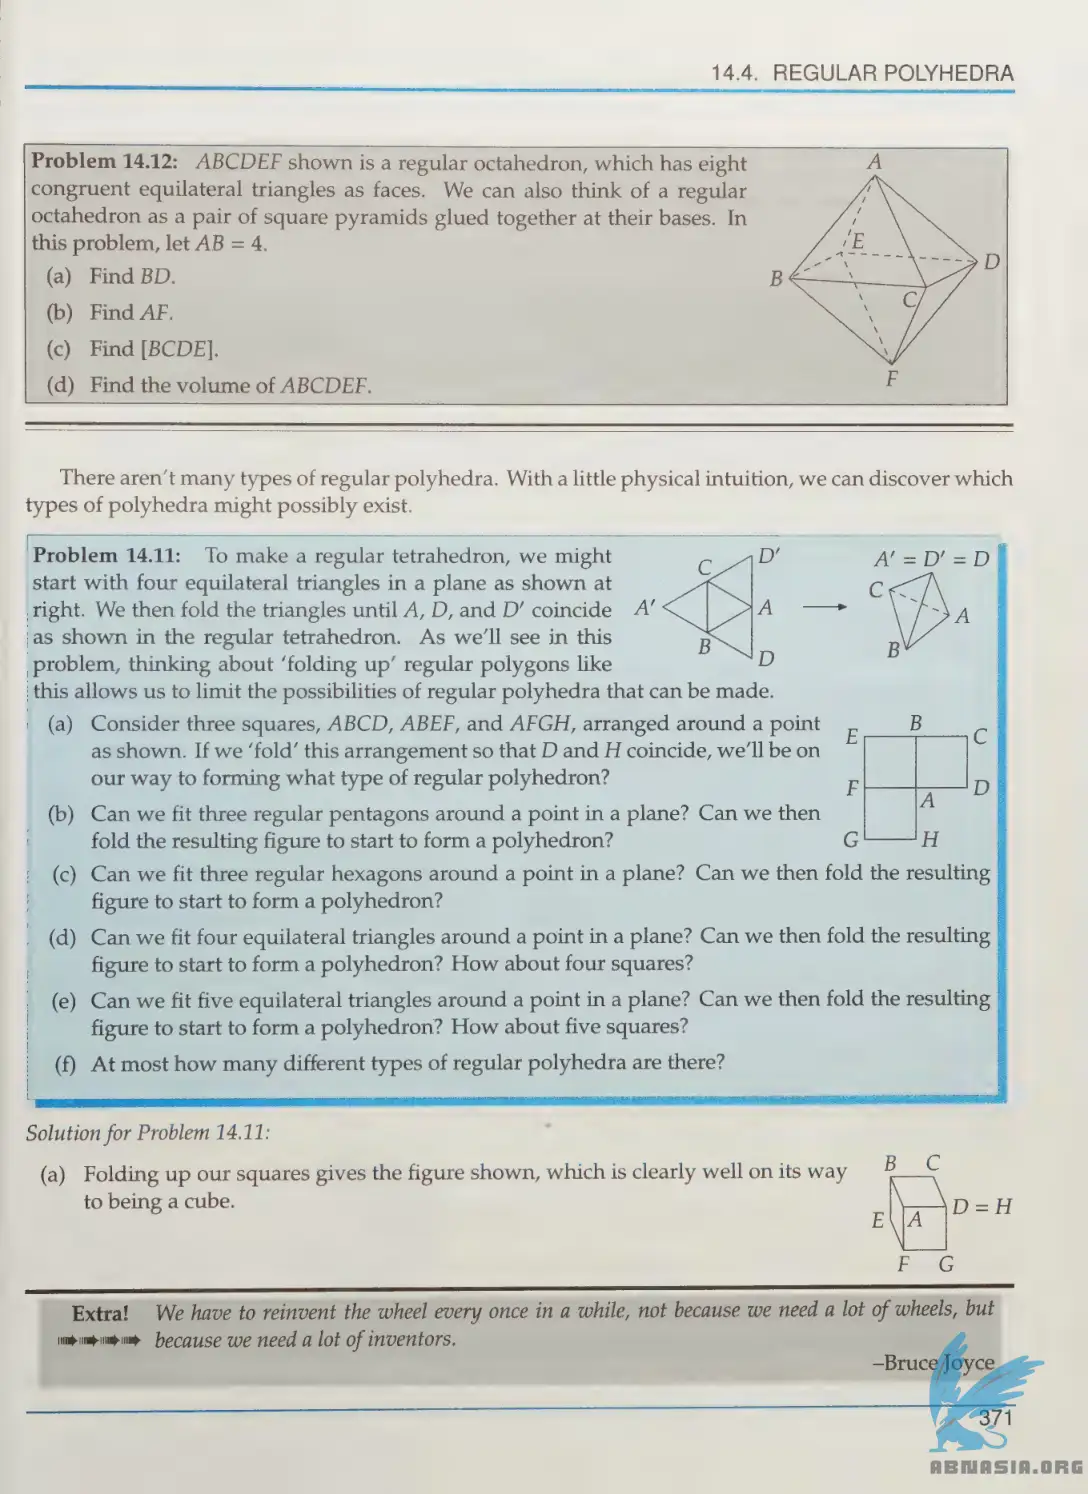 14.4. REGULAR POLYHEDRA
Problem 14.12: ABCDEF shown is a regular octahedron, which has eight
congruent equilateral triangles as faces. We can also think of a regular
octahedron as a pair of square pyramids glued together at their bases. In
this problem, let AB = 4.
(a) Find BD.
(b) Find AF.
(c) Find [BCDE].
(d) Find the volume of ABCDEF.
A
E
D
B
C
F
There aren't many types of regular polyhedra. With a little physical intuition, we can discover which
types of polyhedra might possibly exist.
Problem 14.11: To make a regular tetrahedron, we might
start with four equilateral triangles in a plane as shown at
right. We then fold the triangles until A, D, and D' coincide
as shown in the regular tetrahedron. As we'll see in this
problem, thinking about 'folding up' regular polygons like
this allows us to limit the possibilities of regular polyhedra that can be made.
C D'
A' A
B D
A' = D' = D
C
A
B
(a) Consider three squares, ABCD, ABEF, and AFGH, arranged around a point
as shown. If we 'fold' this arrangement so that D and H coincide, we'll be on
our way to forming what type of regular polyhedron?
E B C
F A D
G H
(b) Can we fit three regular pentagons around a point in a plane? Can we then
fold the resulting figure to start to form a polyhedron?
(c) Can we fit three regular hexagons around a point in a plane? Can we then fold the resulting
figure to start to form a polyhedron?
(d) Can we fit four equilateral triangles around a point in a plane? Can we then fold the resulting
figure to start to form a polyhedron? How about four squares?
(e) Can we fit five equilateral triangles around a point in a plane? Can we then fold the resulting
figure to start to form a polyhedron? How about five squares?
(f) At most how many different types of regular polyhedra are there?
Solution for Problem 14.11:
(a) Folding up our squares gives the figure shown, which is clearly well on its way
to being a cube.
B C
E A D = H
F G
Extra! We have to reinvent the wheel every once in a while, not because we need a lot of wheels, but
because we need a lot of inventors.
–Bruce Joyce
371
ABNASIA.ORG